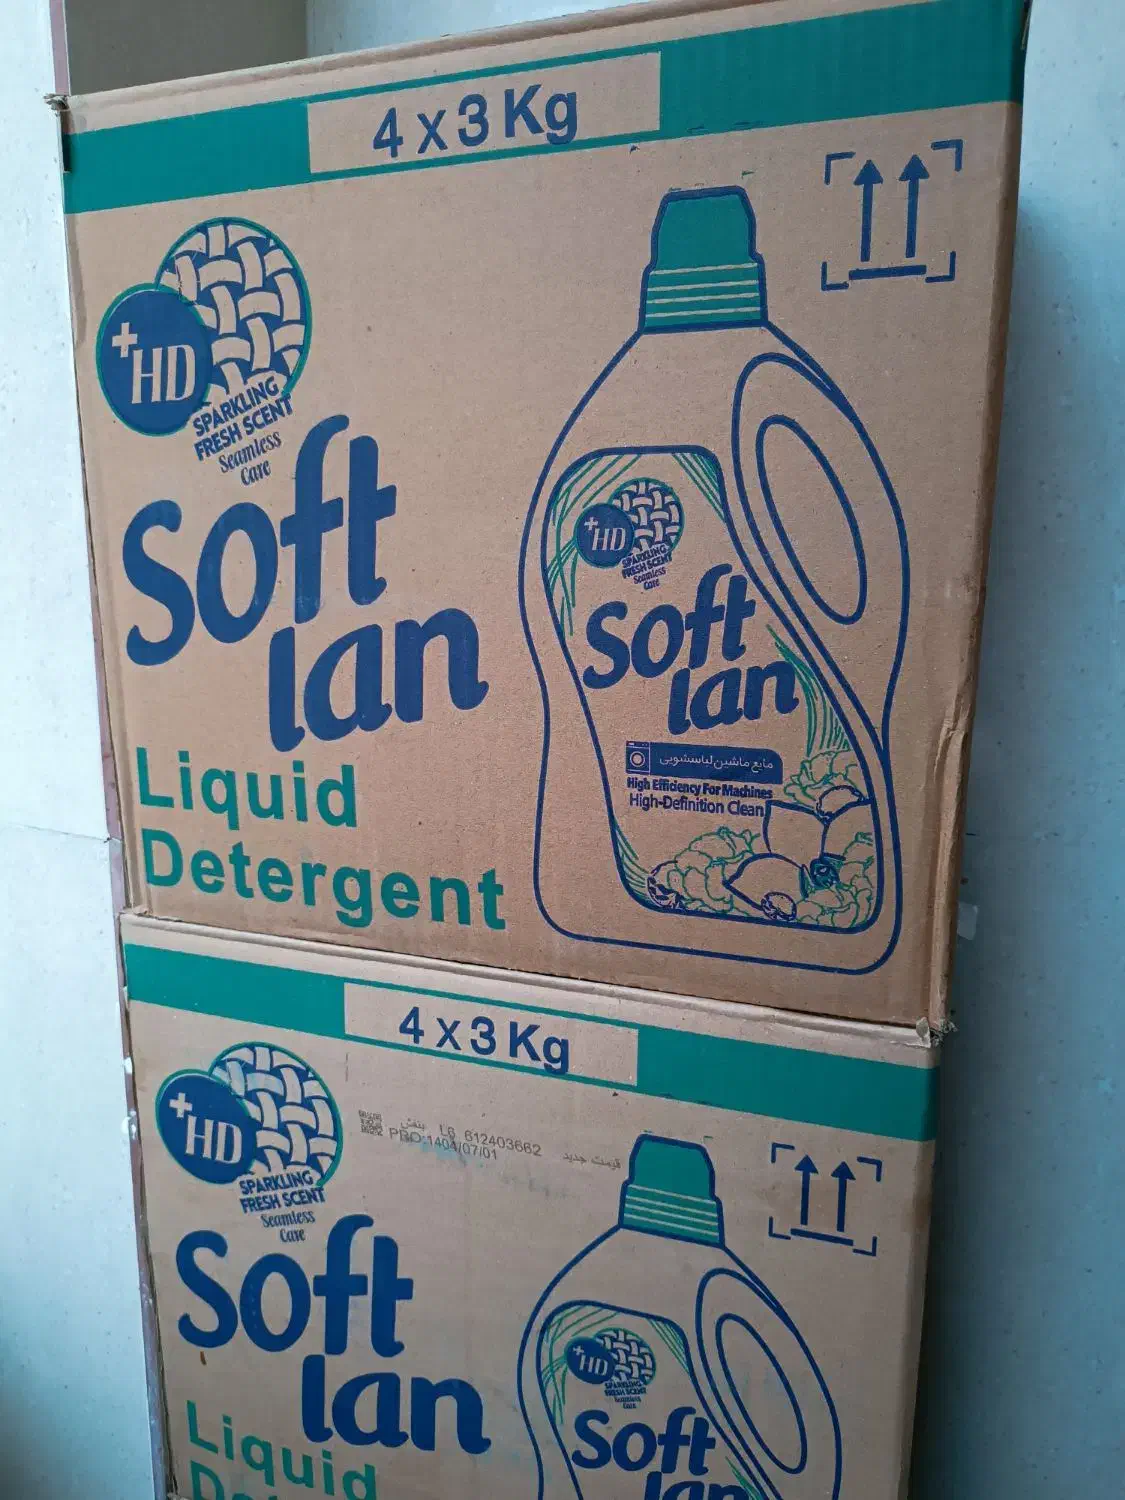 4 x 3 Kg
+HD
SPARKLING
FRESH SCENT
Seamless
Care
Soft
lan
Liquid
Detergent
+HD
SPARKLING
FRESH SCENT
Seamless
Care
Soft
lan
مایع ماشین لباسشویی
High Efficiency For Machines
High-Definition Clean
4 x 3 Kg
+HD
SPARKLING
FRESH SCENT
Seamless
Care
بنفش L6 612403662 قیمت جدید
PRO:1404/07/01
Soft
lan
Liquid
+HD
SPARKLING
FRESH SCENT
Seamless
Care
Soft
lan